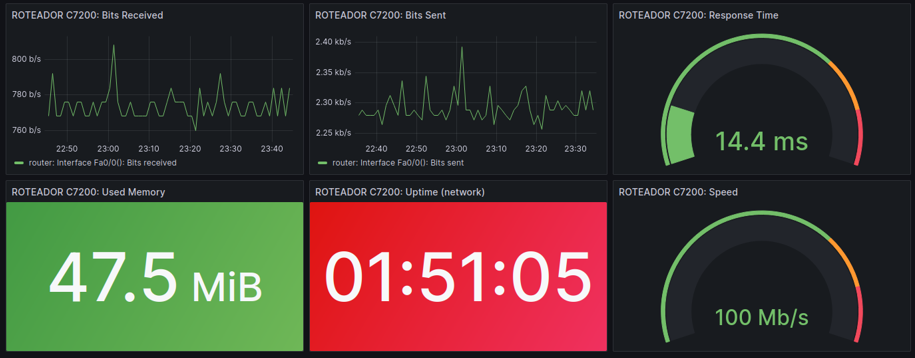 ROTEADOR C7200: Bits Received
800 b/s
780 b/s
760 b/s
22:50 23:00 23:10 23:20 23:30 23:40
router: Interface Fa0/0(): Bits received
ROTEADOR C7200: Bits Sent
2.40 kb/s
2.35 kb/s
2.30 kb/s
2.25 kb/s
22:40 22:50 23:00 23:10 23:20 23:30
router: Interface Fa0/0(): Bits sent
ROTEADOR C7200: Response Time
14.4 ms
ROTEADOR C7200: Used Memory
47.5 MiB
ROTEADOR C7200: Uptime (network)
01:51:05
ROTEADOR C7200: Speed
100 Mb/s